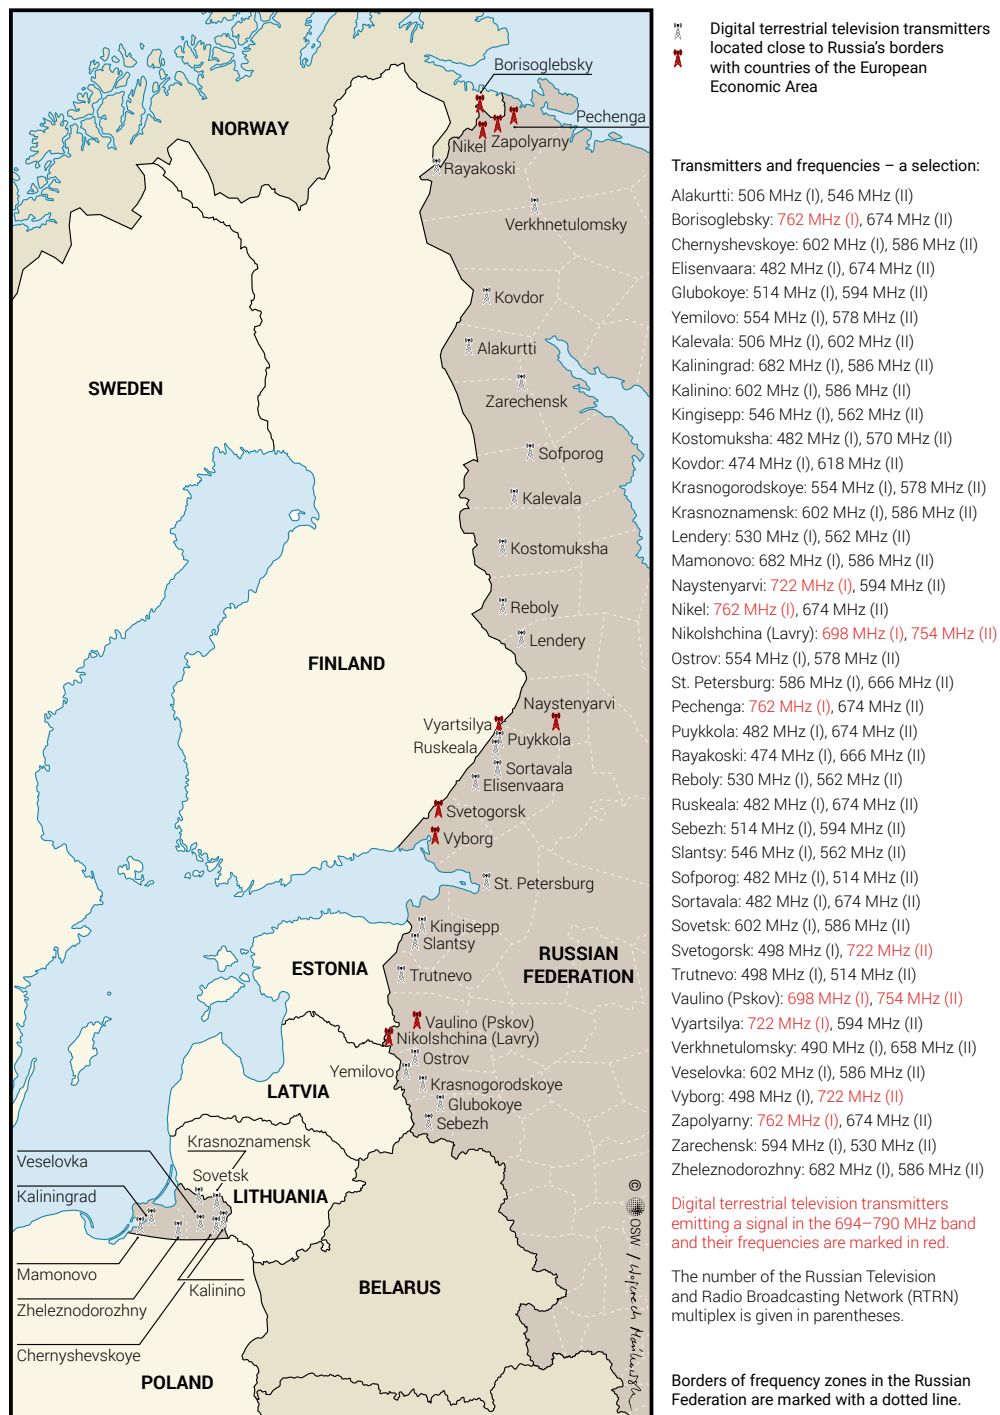 Borisoglebsky
Pechenga
NORWAY
Nikel
Zapolyarny
Rayakoski
Verkhnetulomsky
Kovdor
Alakurtti
SWEDEN
Zarechensk
Sofporog
Kalevala
Kostomuksha
Reboly
Lendery
FINLAND
Naystenyarvi
Vyartsilya
Puykkola
Ruskeala
Sortavala
Elisenvaara
Svetogorsk
Vyborg
St. Petersburg
Kingisepp
Slantsy
ESTONIA
RUSSIAN
FEDERATION
Trutnevo
Vaulino (Pskov)
Nikolshchina (Lavry)
Ostrov
Yemilovo
Krasnogorodskoye
LATVIA
Glubokoye
Sebezh
Krasnoznamensk
Veselovka
Sovetsk
Kaliningrad
LITHUANIA
Mamonovo
Kalinino
Zheleznodorozhny
BELARUS
Chernyshevskoye
POLAND
© OSW / Wojciech Mańkowski
Digital terrestrial television transmitters
located close to Russia's borders
with countries of the European
Economic Area
Transmitters and frequencies – a selection:
Alakurtti: 506 MHz (I), 546 MHz (II)
Borisoglebsky: 762 MHz (I), 674 MHz (II)
Chernyshevskoye: 602 MHz (I), 586 MHz (II)
Elisenvaara: 482 MHz (I), 674 MHz (II)
Glubokoye: 514 MHz (I), 594 MHz (II)
Yemilovo: 554 MHz (I), 578 MHz (II)
Kalevala: 506 MHz (I), 602 MHz (II)
Kaliningrad: 682 MHz (I), 586 MHz (II)
Kalinino: 602 MHz (I), 586 MHz (II)
Kingisepp: 546 MHz (I), 562 MHz (II)
Kostomuksha: 482 MHz (I), 570 MHz (II)
Kovdor: 474 MHz (I), 618 MHz (II)
Krasnogorodskoye: 554 MHz (I), 578 MHz (II)
Krasnoznamensk: 602 MHz (I), 586 MHz (II)
Lendery: 530 MHz (I), 562 MHz (II)
Mamonovo: 682 MHz (I), 586 MHz (II)
Naystenyarvi: 722 MHz (I), 594 MHz (II)
Nikel: 762 MHz (I), 674 MHz (II)
Nikolshchina (Lavry): 698 MHz (I), 754 MHz (II)
Ostrov: 554 MHz (I), 578 MHz (II)
St. Petersburg: 586 MHz (I), 666 MHz (II)
Pechenga: 762 MHz (I), 674 MHz (II)
Puykkola: 482 MHz (I), 674 MHz (II)
Rayakoski: 474 MHz (I), 666 MHz (II)
Reboly: 530 MHz (I), 562 MHz (II)
Ruskeala: 482 MHz (I), 674 MHz (II)
Sebezh: 514 MHz (I), 594 MHz (II)
Slantsy: 546 MHz (I), 562 MHz (II)
Sofporog: 482 MHz (I), 514 MHz (II)
Sortavala: 482 MHz (I), 674 MHz (II)
Sovetsk: 602 MHz (I), 586 MHz (II)
Svetogorsk: 498 MHz (I), 722 MHz (II)
Trutnevo: 498 MHz (I), 514 MHz (II)
Vaulino (Pskov): 698 MHz (I), 754 MHz (II)
Vyartsilya: 722 MHz (I), 594 MHz (II)
Verkhnetulomsky: 490 MHz (I), 658 MHz (II)
Veselovka: 602 MHz (I), 586 MHz (II)
Vyborg: 498 MHz (I), 722 MHz (II)
Zapolyarny: 762 MHz (I), 674 MHz (II)
Zarechensk: 594 MHz (I), 530 MHz (II)
Zheleznodorozhny: 682 MHz (I), 586 MHz (II)
Digital terrestrial television transmitters
emitting a signal in the 694–790 MHz band
and their frequencies are marked in red.
The number of the Russian Television
and Radio Broadcasting Network (RTRN)
multiplex is given in parentheses.
Borders of frequency zones in the Russian
Federation are marked with a dotted line.